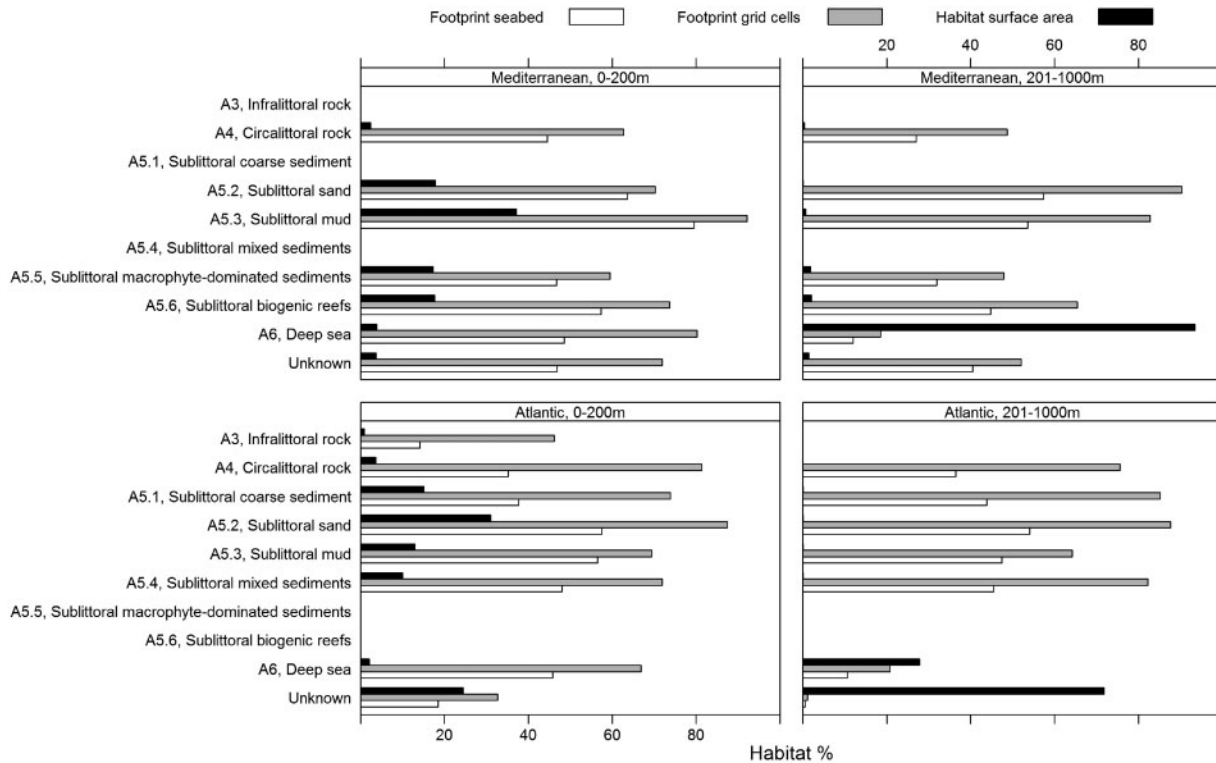 Footprint seabed Footprint grid cells Habitat surface area
20 40 60 80
Mediterranean, 0-200m Mediterranean, 201-1000m
A3, Infralittoral rock
A4, Circalittoral rock
A5.1, Sublittoral coarse sediment
A5.2, Sublittoral sand
A5.3, Sublittoral mud
A5.4, Sublittoral mixed sediments
A5.5, Sublittoral macrophyte-dominated sediments
A5.6, Sublittoral biogenic reefs
A6, Deep sea
Unknown
Atlantic, 0-200m Atlantic, 201-1000m
A3, Infralittoral rock
A4, Circalittoral rock
A5.1, Sublittoral coarse sediment
A5.2, Sublittoral sand
A5.3, Sublittoral mud
A5.4, Sublittoral mixed sediments
A5.5, Sublittoral macrophyte-dominated sediments
A5.6, Sublittoral biogenic reefs
A6, Deep sea
Unknown
20 40 60 80
Habitat %